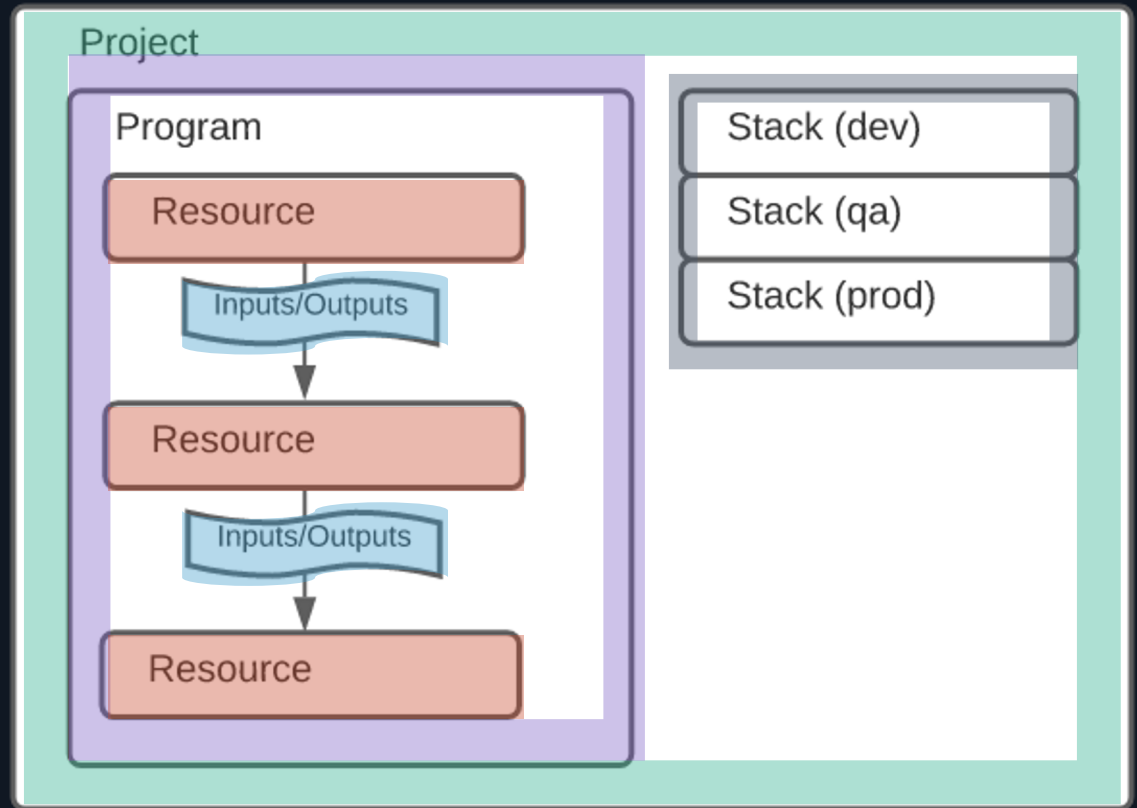 Project
Program
Resource
Inputs/Outputs
Resource
Inputs/Outputs
Resource
Stack (dev)
Stack (qa)
Stack (prod)